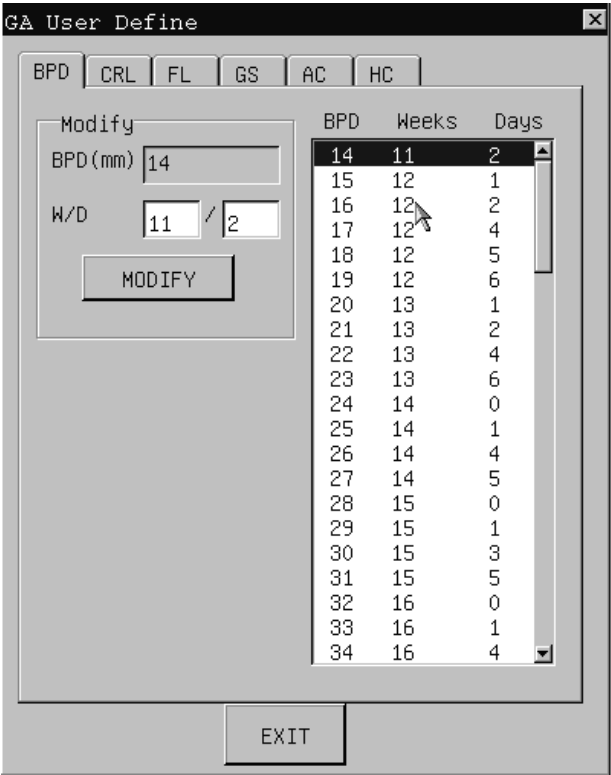 GA User Define
BPD CRL FL GS AC HC
Modify
BPD(mm) 14
W/D 11 / 2
MODIFY
BPD Weeks Days
14 11 2
15 12 1
16 12 2
17 12 4
18 12 5
19 12 6
20 13 1
21 13 2
22 13 4
23 13 6
24 14 0
25 14 1
26 14 4
27 14 5
28 15 0
29 15 1
30 15 3
31 15 5
32 16 0
33 16 1
34 16 4
EXIT